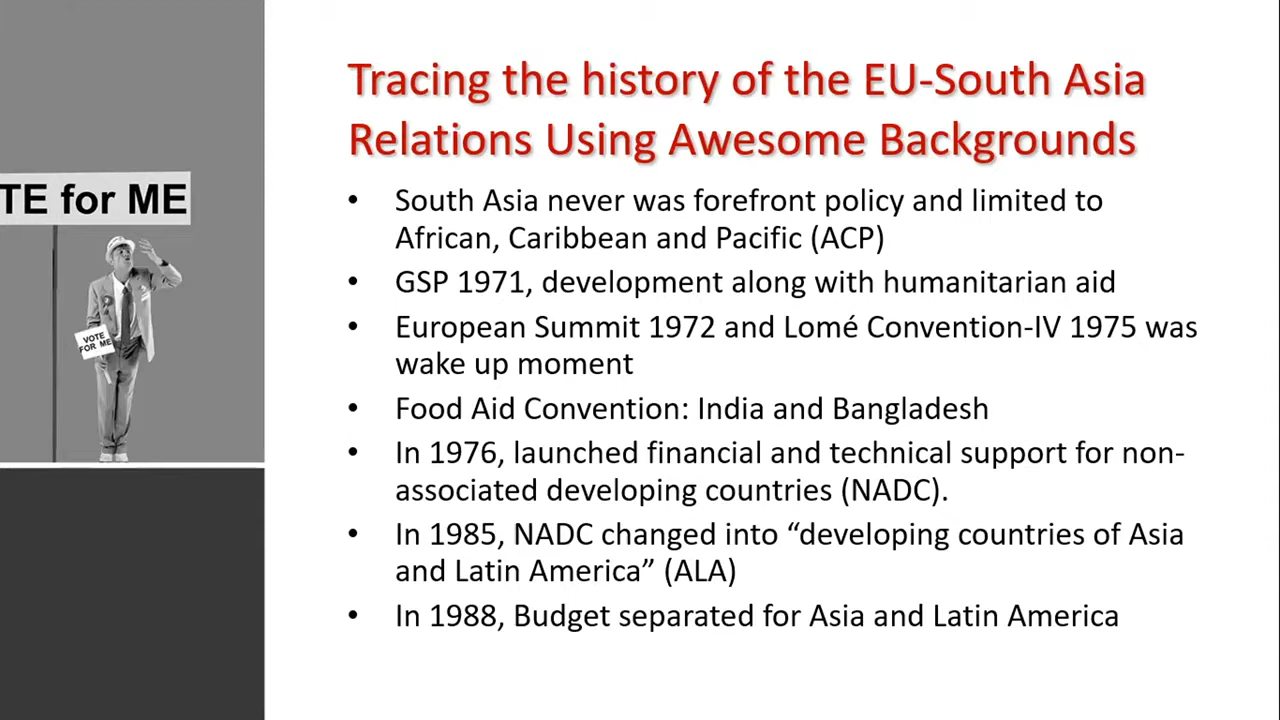 Tracing the history of the EU-South Asia
Relations Using Awesome Backgrounds
TE for ME
VOTE
FOR ME
• South Asia never was forefront policy and limited to
African, Caribbean and Pacific (ACP)
• GSP 1971, development along with humanitarian aid
• European Summit 1972 and Lomé Convention-IV 1975 was
wake up moment
• Food Aid Convention: India and Bangladesh
• In 1976, launched financial and technical support for non-
associated developing countries (NADC).
• In 1985, NADC changed into “developing countries of Asia
and Latin America” (ALA)
• In 1988, Budget separated for Asia and Latin America